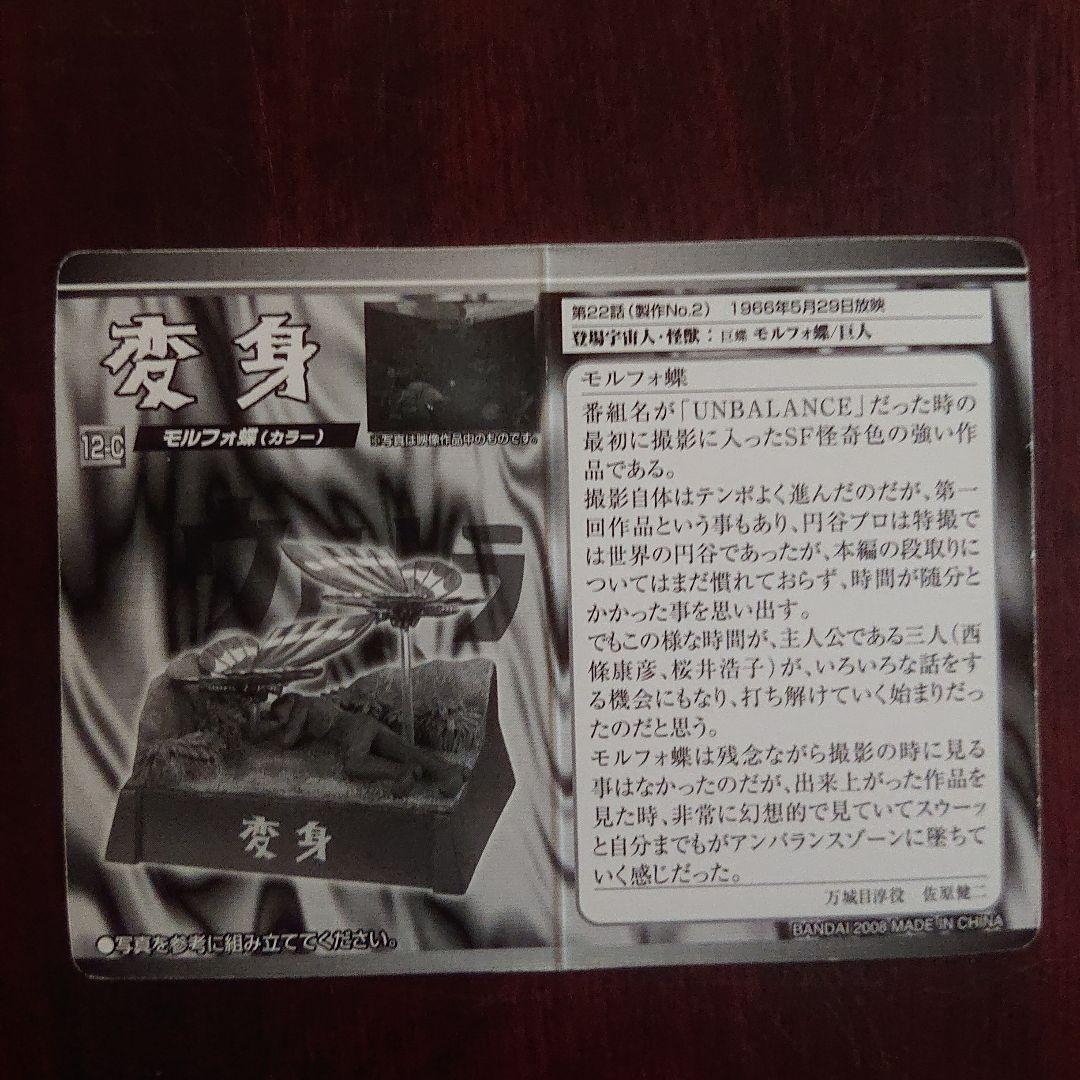 変身
12-C
モルフォ蝶(カラー)
※写真は映像作品中のものです。
変身
●写真を参考に組み立ててください。
第22話(製作No.2) 1966年5月29日放映
登場宇宙人・怪獣:巨蝶 モルフォ蝶/巨人
モルフォ蝶
番組名が「UNBALANCE」だった時の
最初に撮影に入ったSF怪奇色の強い作
品である。
撮影自体はテンポよく進んだのだが、第一
回作品という事もあり、円谷プロは特撮で
は世界の円谷であったが、本編の段取りに
ついてはまだ慣れておらず、時間が随分と
かかった事を思い出す。
でもこの様な時間が、主人公である三人(西
條康彦、桜井浩子)が、いろいろな話をす
る機会にもなり、打ち解けていく始まりだっ
たのだと思う。
モルフォ蝶は残念ながら撮影の時に見る
事はなかったのだが、出来上がった作品を
見た時、非常に幻想的で見ていてスウーッ
と自分までもがアンバランスゾーンに墜ちて
いく感じだった。
万城目淳役 佐原健二
BANDAI 2006 MADE IN CHINA